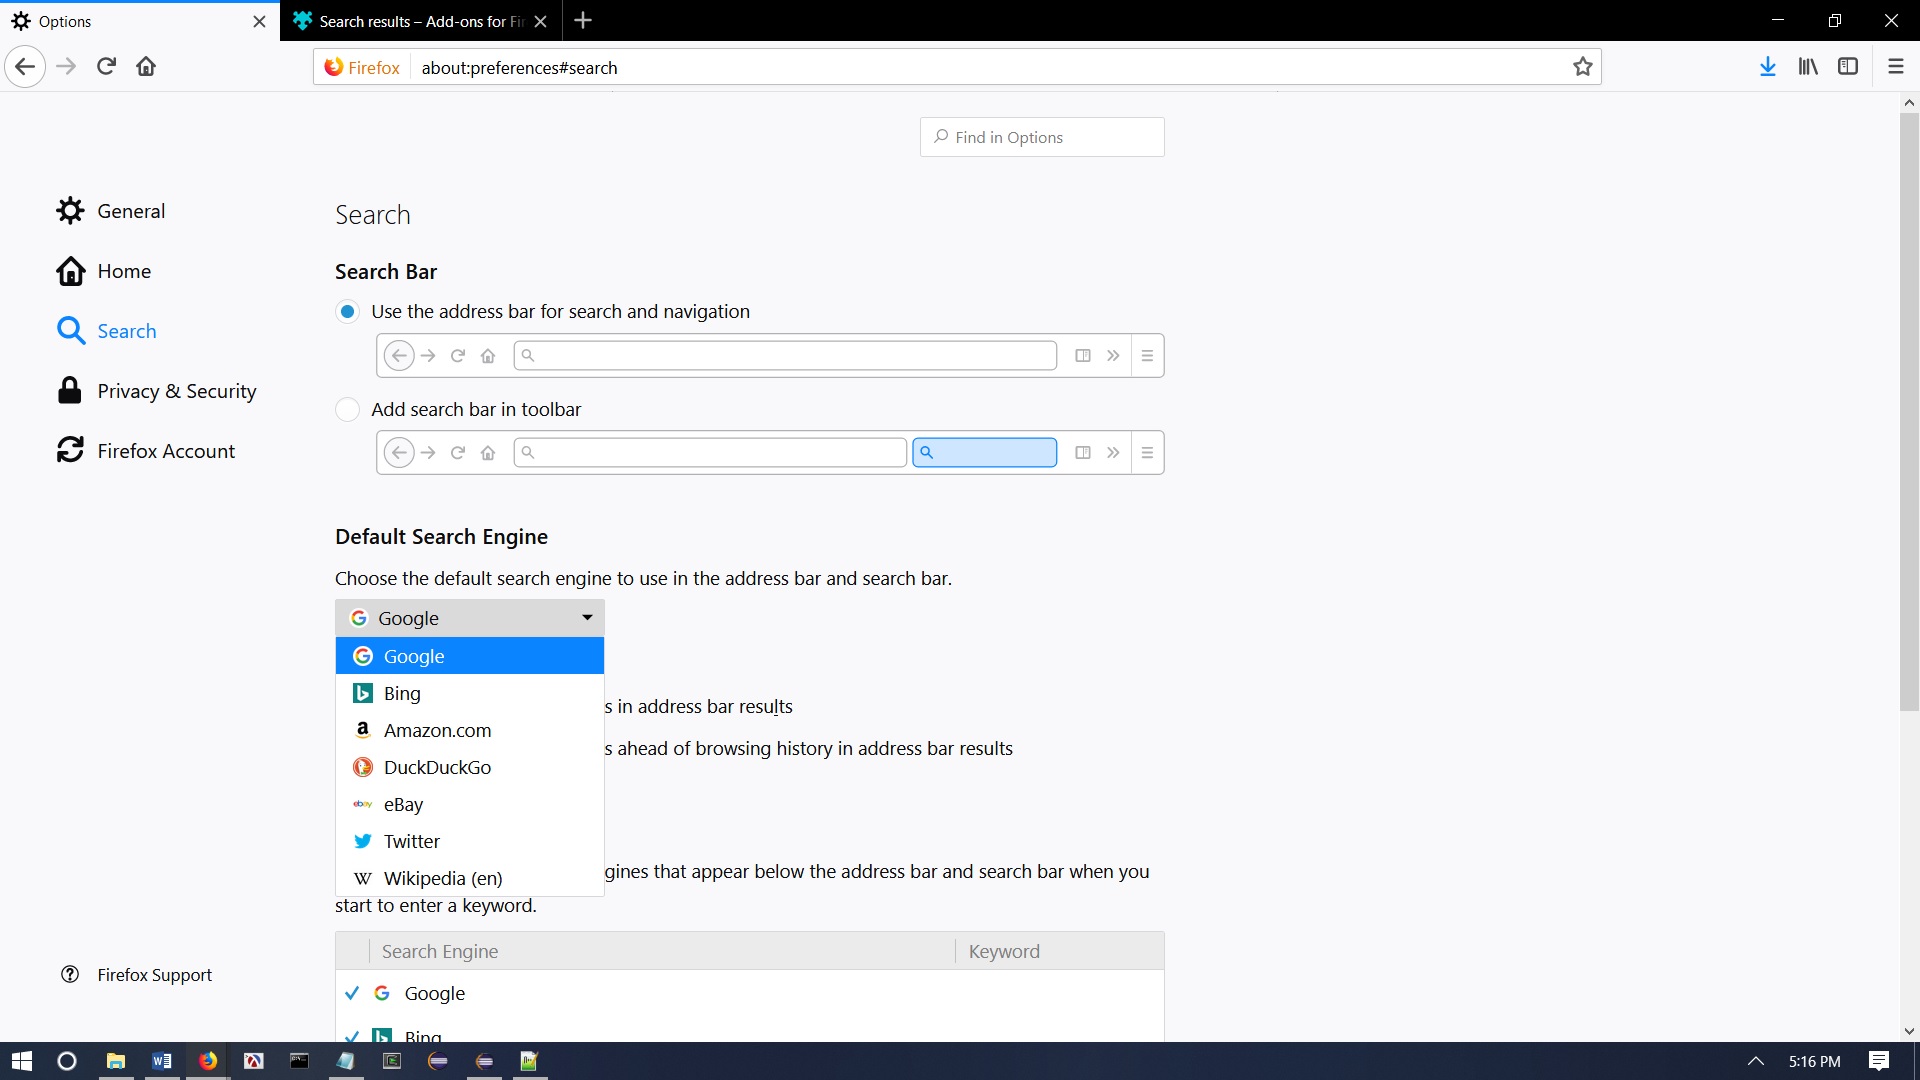 Options
Search results – Add-ons for Fir
Firefox
about:preferences#search
Find in Options
General
Home
Search
Privacy & Security
Firefox Account
Firefox Support
Search
Search Bar
Use the address bar for search and navigation
Add search bar in toolbar
Default Search Engine
Choose the default search engine to use in the address bar and search bar.
Google
Google
Bing
s in address bar results
Amazon.com
s ahead of browsing history in address bar results
DuckDuckGo
ebay eBay
Twitter
W Wikipedia (en)
gines that appear below the address bar and search bar when you
start to enter a keyword.
Search Engine Keyword
Google
Bing
5:16 PM